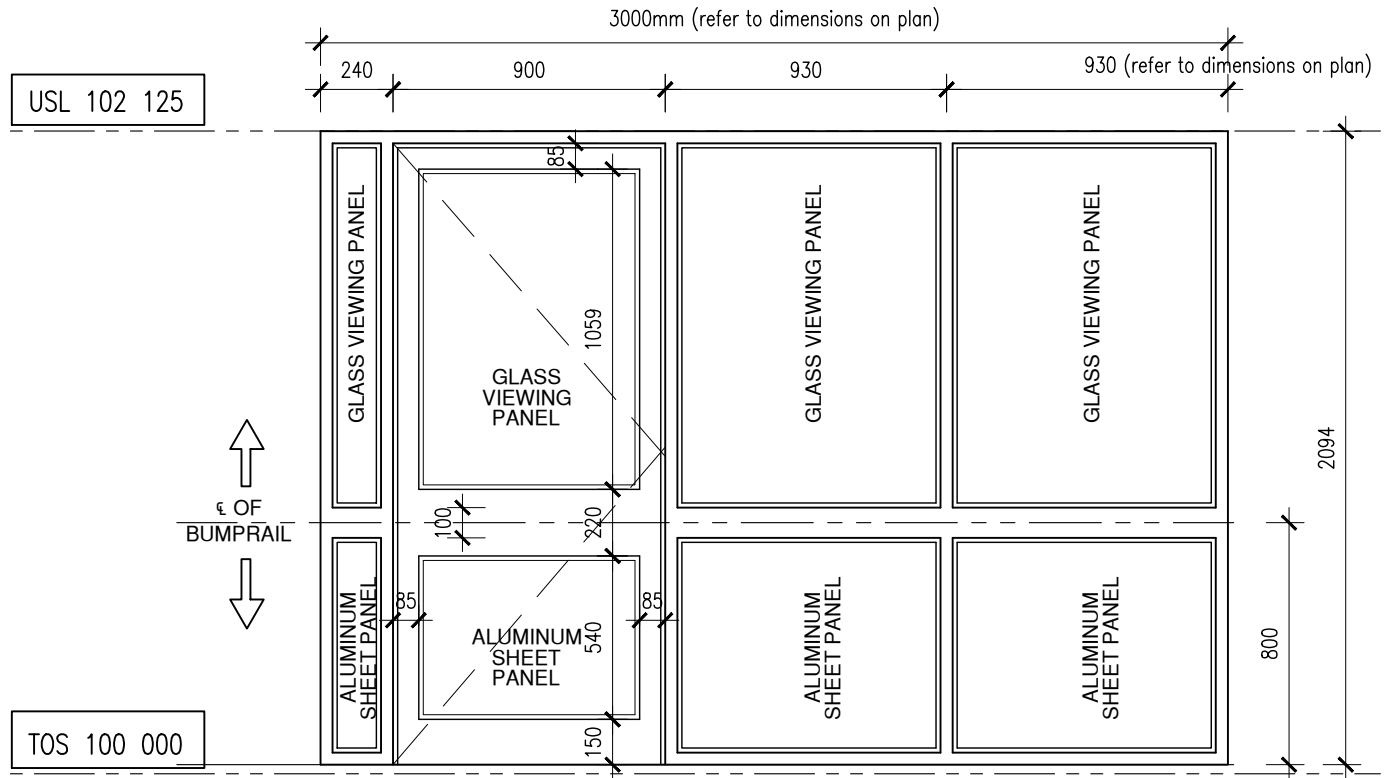 3000mm (refer to dimensions on plan)
240
900
930
930 (refer to dimensions on plan)
USL 102 125
85
GLASS VIEWING PANEL
1059
GLASS
VIEWING
PANEL
GLASS VIEWING PANEL
GLASS VIEWING PANEL
2094
℄ OF
BUMPRAIL
100
220
ALUMINUM
SHEET PANEL
85
85
540
ALUMINUM
SHEET
PANEL
ALUMINUM
SHEET PANEL
ALUMINUM
SHEET PANEL
800
150
TOS 100 000